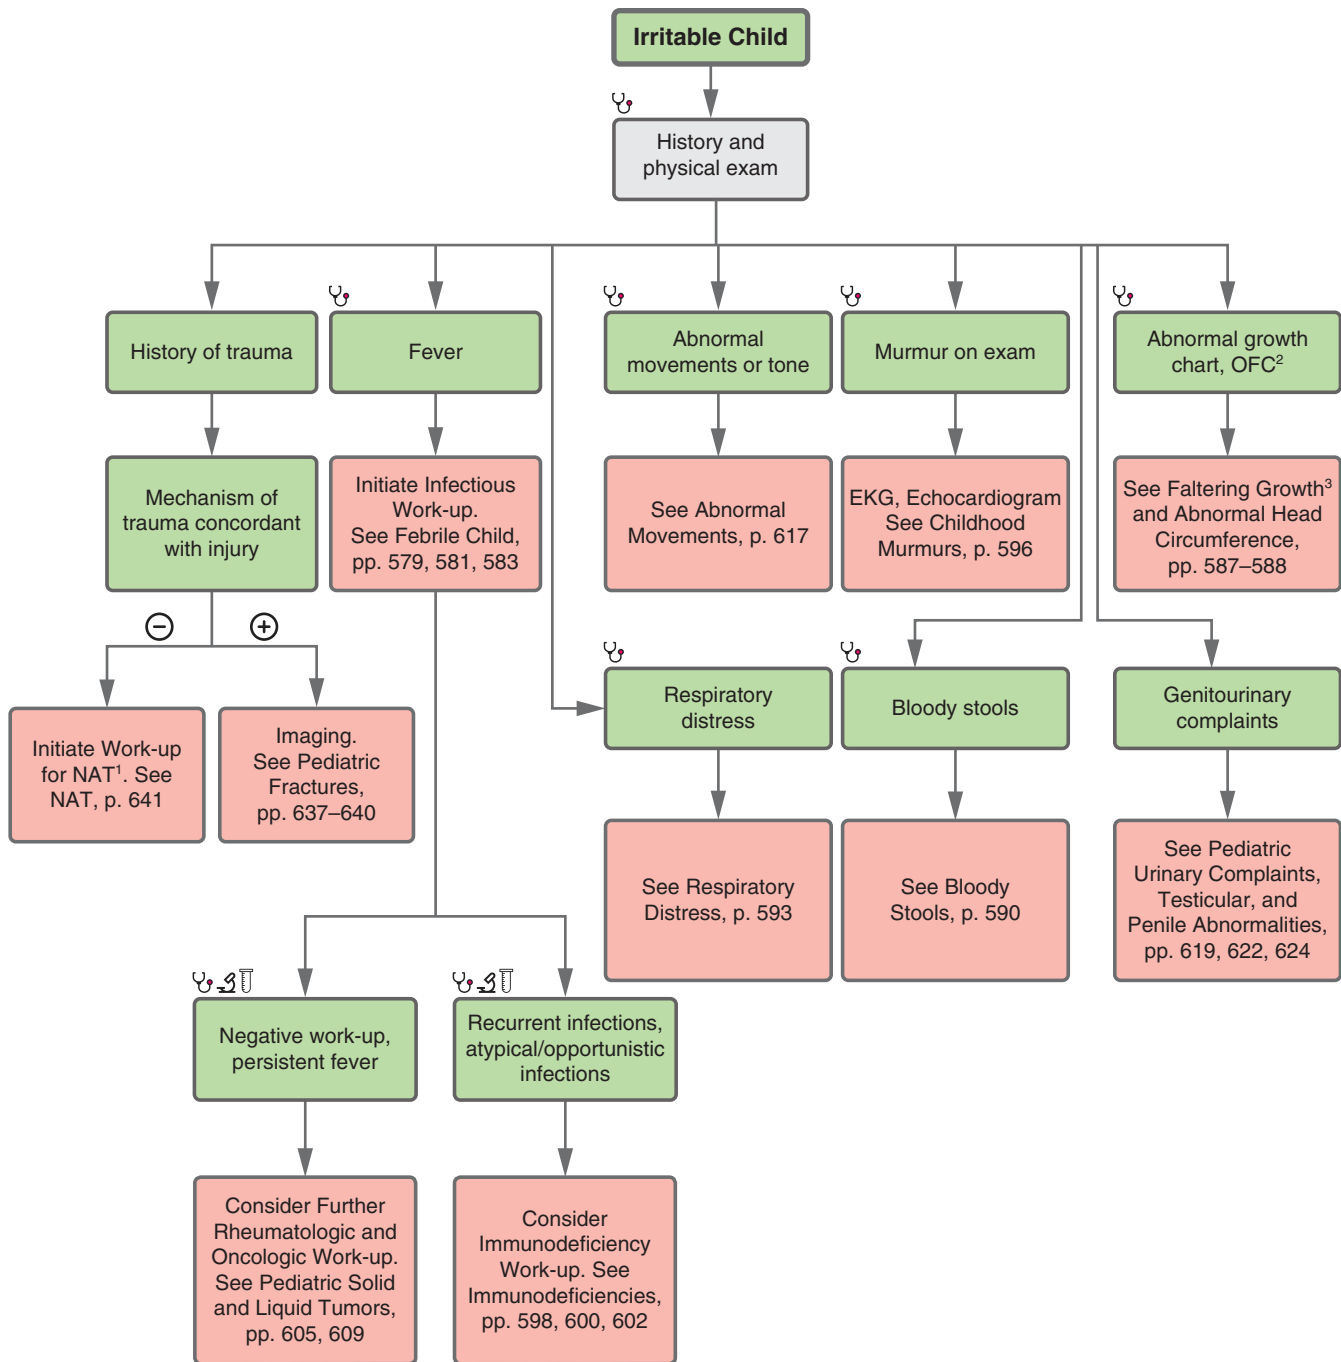 Irritable Child
History and
physical exam
History of trauma
Fever
Abnormal
movements or tone
Murmur on exam
Abnormal growth
chart, OFC²
Mechanism of
trauma concordant
with injury
Initiate Infectious
Work-up.
See Febrile Child,
pp. 579, 581, 583
See Abnormal
Movements, p. 617
EKG, Echocardiogram
See Childhood
Murmurs, p. 596
See Faltering Growth³
and Abnormal Head
Circumference,
pp. 587–588
−
+
Initiate Work-up
for NAT¹. See
NAT, p. 641
Imaging.
See Pediatric
Fractures,
pp. 637–640
Respiratory
distress
Bloody stools
Genitourinary
complaints
See Respiratory
Distress, p. 593
See Bloody
Stools, p. 590
See Pediatric
Urinary Complaints,
Testicular, and
Penile Abnormalities,
pp. 619, 622, 624
Negative work-up,
persistent fever
Recurrent infections,
atypical/opportunistic
infections
Consider Further
Rheumatologic and
Oncologic Work-up.
See Pediatric Solid
and Liquid Tumors,
pp. 605, 609
Consider
Immunodeficiency
Work-up. See
Immunodeficiencies,
pp. 598, 600, 602